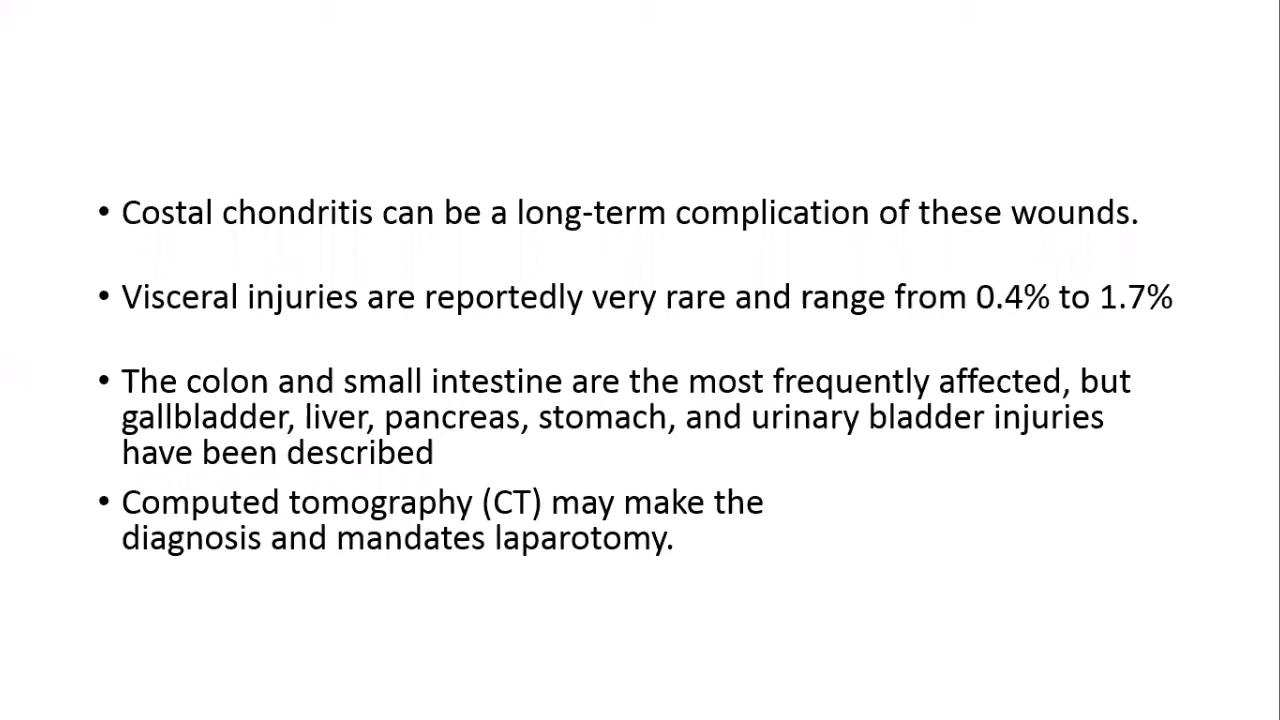 • Costal chondritis can be a long-term complication of these wounds.
• Visceral injuries are reportedly very rare and range from 0.4% to 1.7%
• The colon and small intestine are the most frequently affected, but
gallbladder, liver, pancreas, stomach, and urinary bladder injuries
have been described
• Computed tomography (CT) may make the
diagnosis and mandates laparotomy.